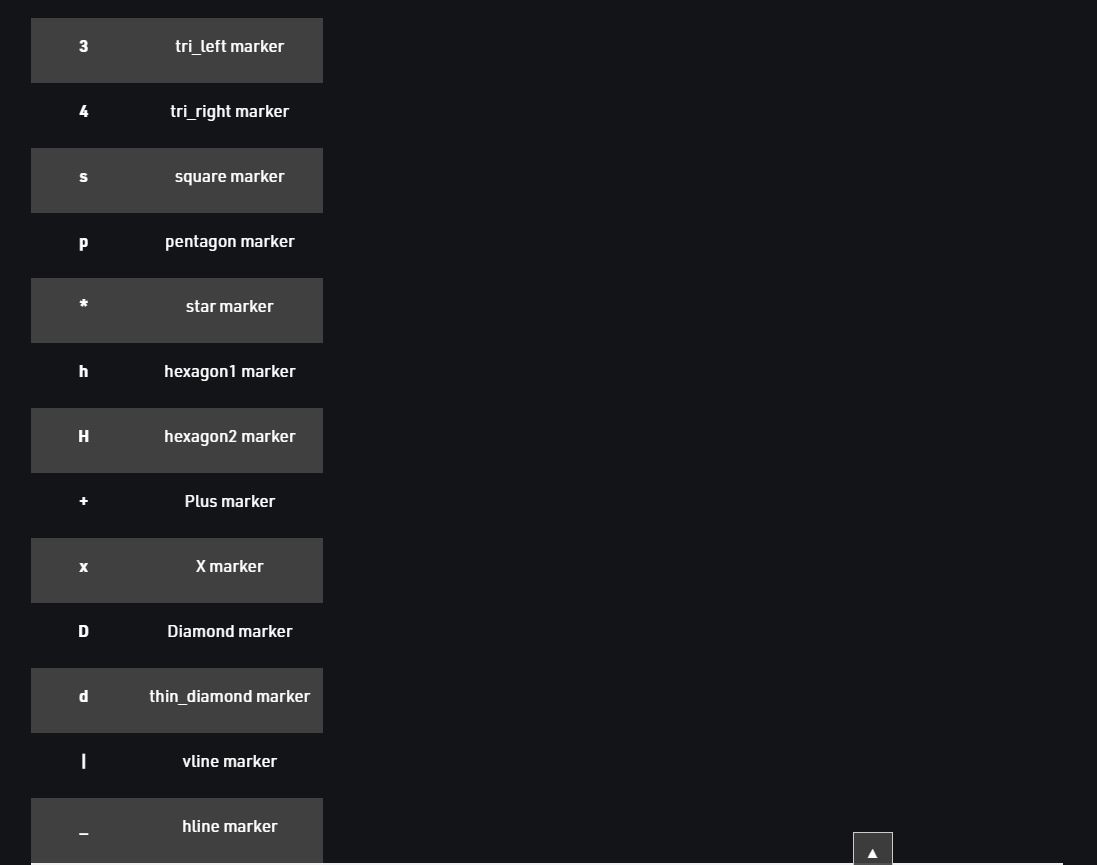 3 tri_left marker
4 tri_right marker
s square marker
p pentagon marker
* star marker
h hexagon1 marker
H hexagon2 marker
+ Plus marker
x X marker
D Diamond marker
d thin_diamond marker
| vline marker
_ hline marker
▲